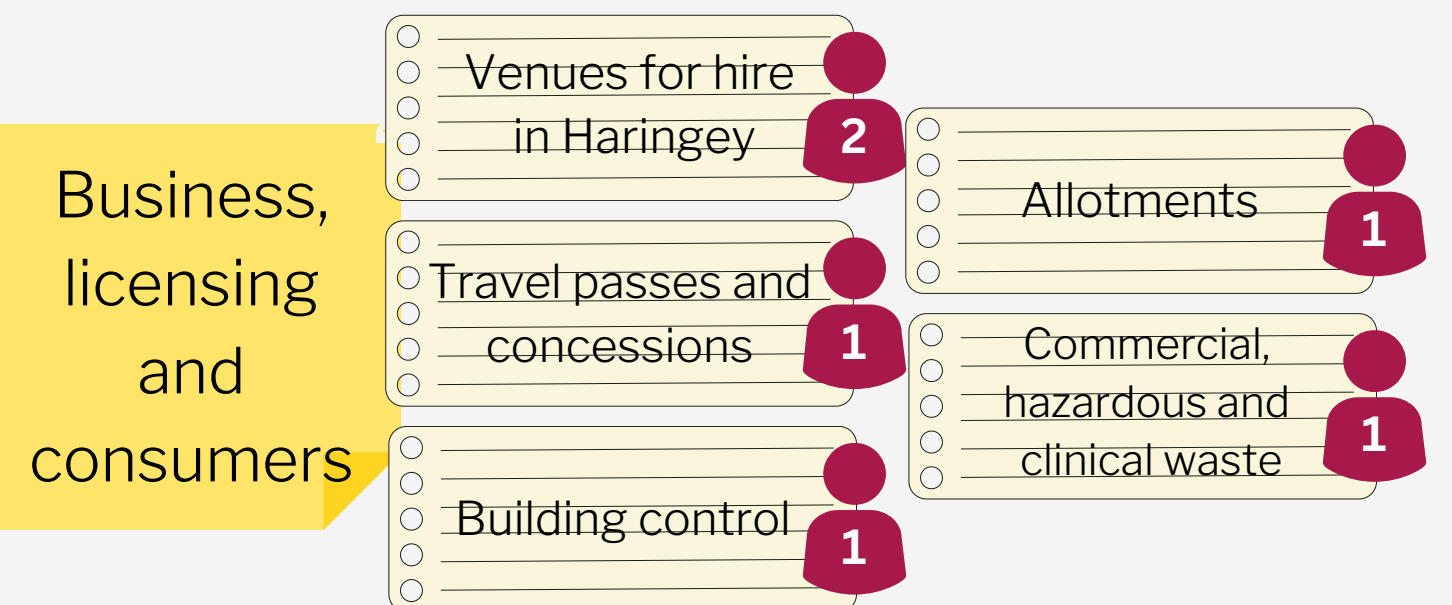 Business,
licensing
and
consumers
Venues for hire
in Haringey
2
Travel passes and
concessions
1
Building control
1
Allotments
1
Commercial,
hazardous and
clinical waste
1